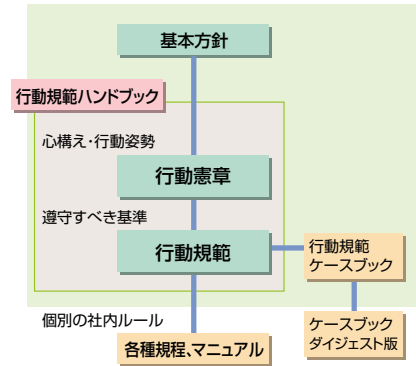 基本方針
行動規範ハンドブック
心構え・行動姿勢
行動憲章
遵守すべき基準
行動規範
行動規範
ケースブック
個別の社内ルール
各種規程、マニュアル
ケースブック
ダイジェスト版